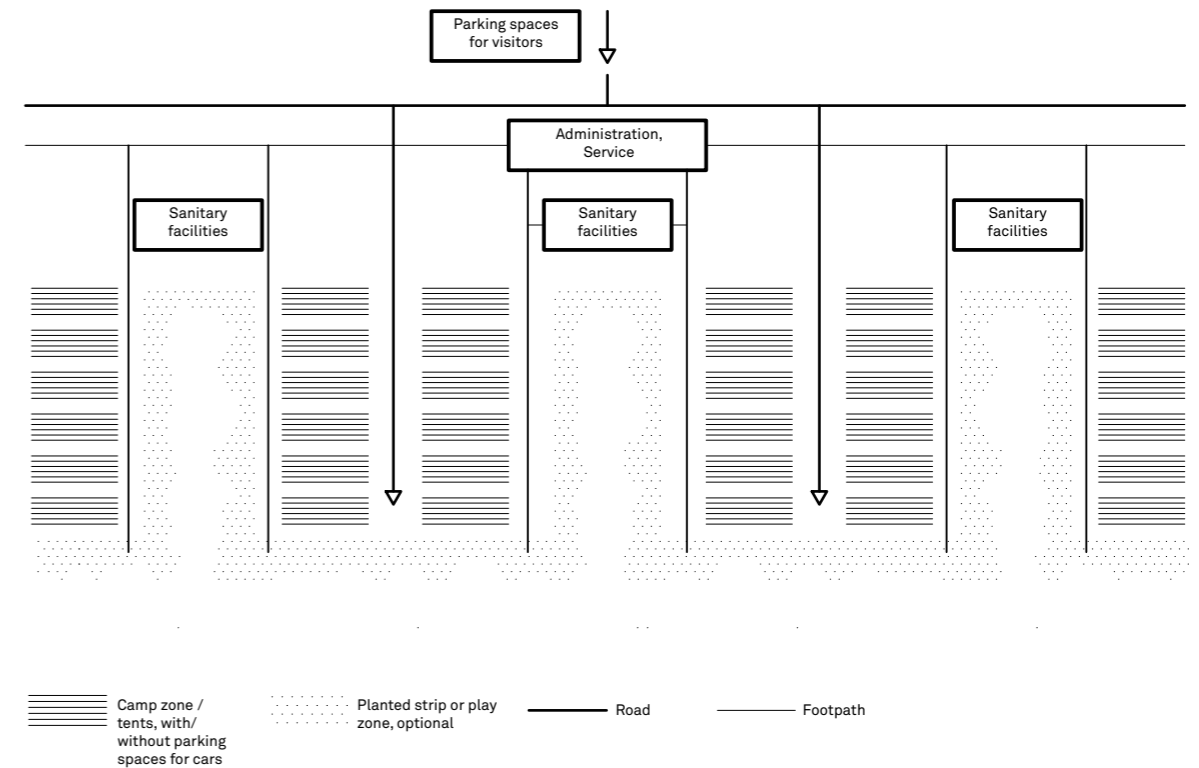 Parking spaces
for visitors
Administration,
Service
Sanitary
facilities
Sanitary
facilities
Sanitary
facilities
Camp zone /
tents, with/
without parking
spaces for cars
Planted strip or play
zone, optional
Road
Footpath